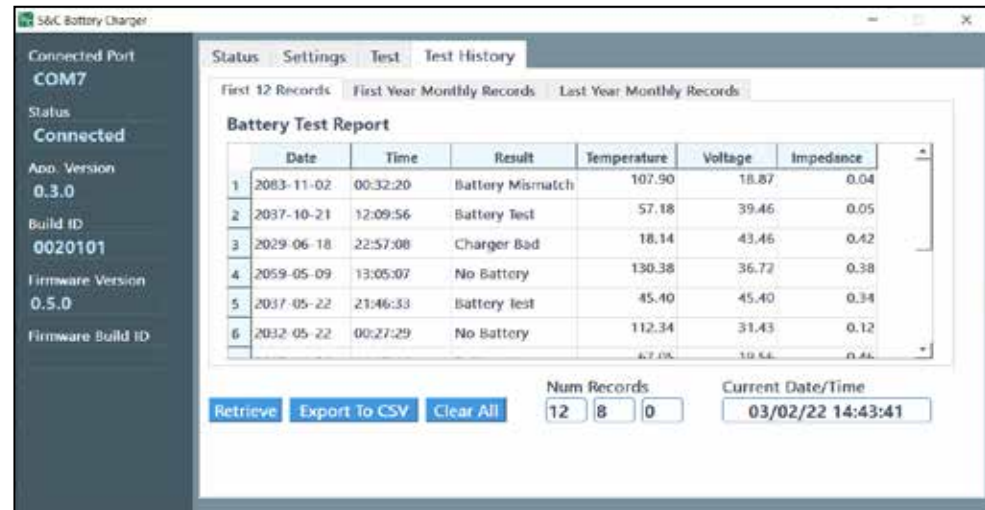 S&C Battery Charger
Connected Port
COM7
Status
Connected
App. Version
0.3.0
Build ID
0020101
Firmware Version
0.5.0
Firmware Build ID
Status Settings Test Test History
First 12 Records First Year Monthly Records Last Year Monthly Records
Battery Test Report
Date Time Result Temperature Voltage Impedance
1 2083-11-02 00:32:20 Battery Mismatch 107.90 18.87 0.04
2 2037-10-21 12:09:56 Battery Test 57.18 39.46 0.05
3 2029-06-18 22:57:08 Charger Bad 18.14 43.46 0.42
4 2059-05-09 13:05:07 No Battery 130.38 36.72 0.38
5 2037-05-22 21:46:33 Battery Test 45.40 45.40 0.34
6 2032-05-22 00:27:29 No Battery 112.34 31.43 0.12
Num Records Current Date/Time
Retrieve Export To CSV Clear All 12 8 0 03/02/22 14:43:41